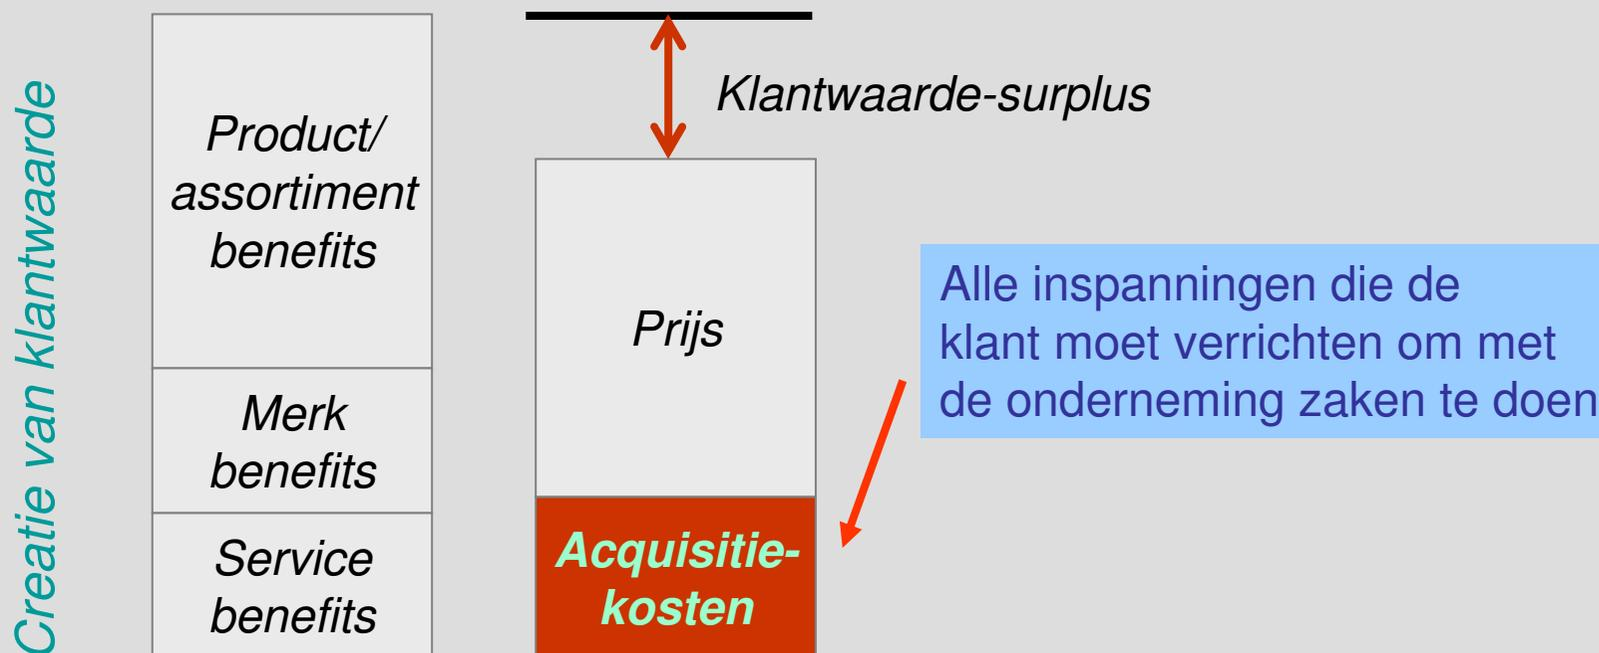 Creatie van klantwaarde
Product/
assortiment
benefits
Merk
benefits
Service
benefits
Klantwaarde-surplus
Prijs
Acquisitie-
kosten
Alle inspanningen die de
klant moet verrichten om met
de onderneming zaken te doen